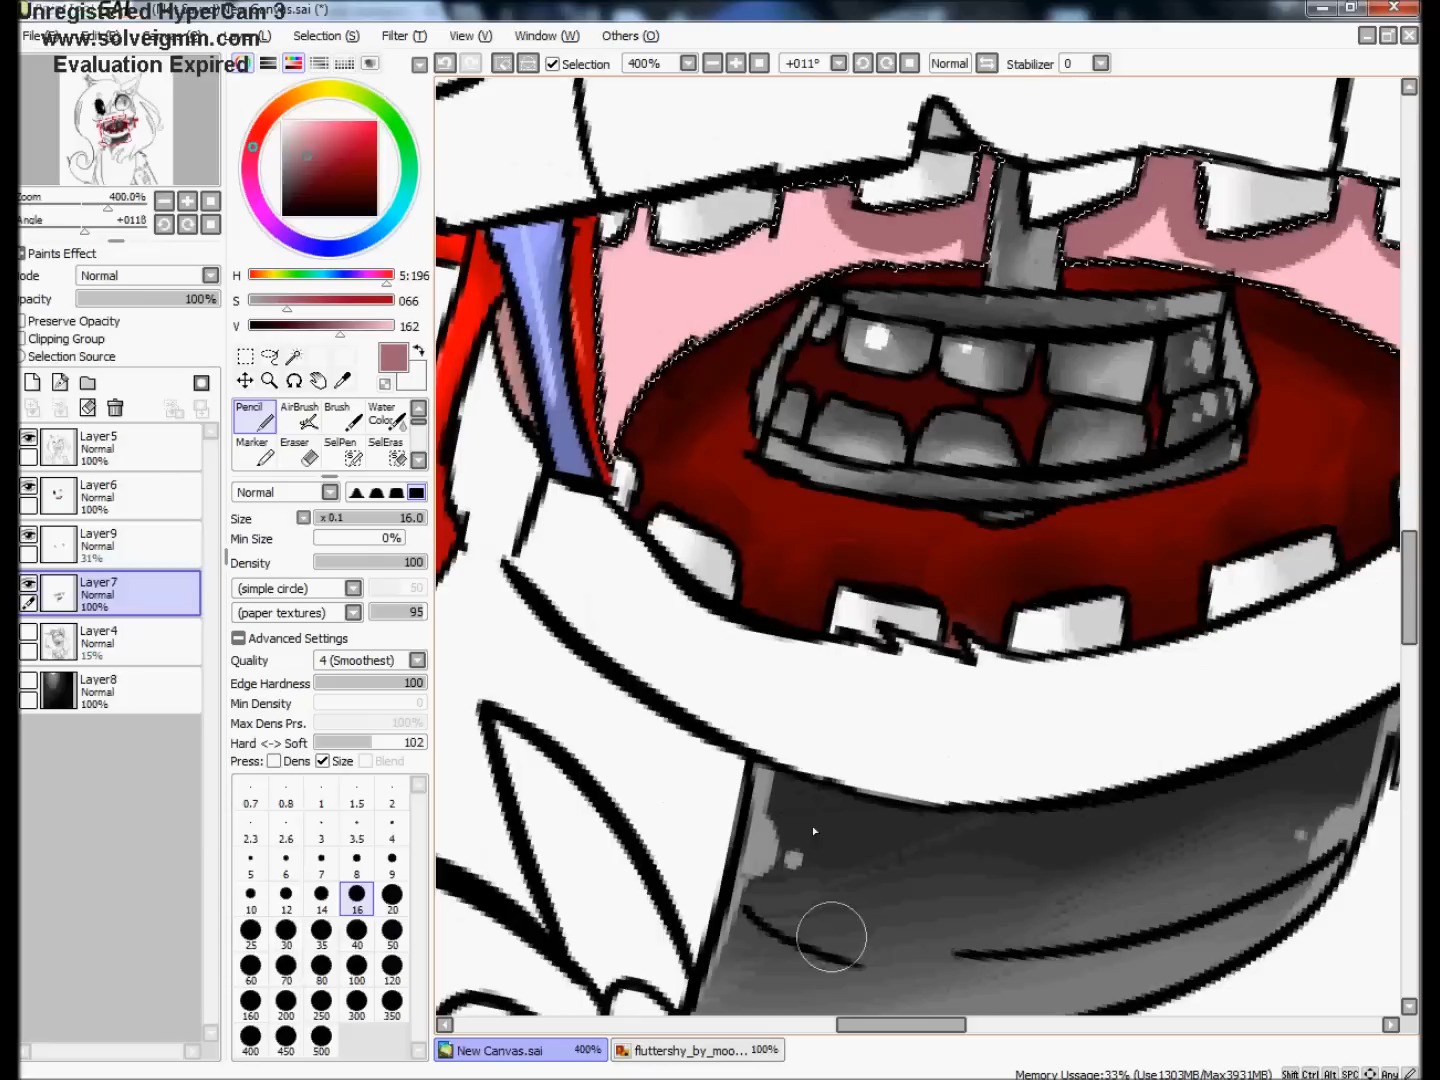 Unregistered HyperCam 3
www.solveigmm.com
Evaluation Expired
New Canvas.sai (*)
Selection (S) Filter (T) View (V) Window (W) Others (O)
Selection 400% +011° Normal Stabilizer 0
Zoom 400.0%
Angle +011ß
Paints Effect
ode Normal
pacity 100%
Preserve Opacity
Clipping Group
Selection Source
Layer5
Normal
100%
Layer6
Normal
100%
Layer9
Normal
31%
Layer7
Normal
100%
Layer4
Normal
15%
Layer8
Normal
100%
H 5:196
S 066
V 162
Pencil AirBrush Brush Water Color
Marker Eraser SelPen SelEras
Normal
Size x 0.1 16.0
Min Size 0%
Density 100
(simple circle) 50
(paper textures) 95
Advanced Settings
Quality 4 (Smoothest)
Edge Hardness 100
Min Density 0
Max Dens Prs. 100%
Hard <-> Soft 102
Press: Dens Size Blend
0.7 0.8 1 1.5 2
2.3 2.6 3 3.5 4
5 6 7 8 9
10 12 14 16 20
25 30 35 40 50
60 70 80 100 120
160 200 250 300 350
400 450 500
New Canvas.sai 400% fluttershy_by_moo... 100%
Memory Ussage:33% (Use1303MB/Max3931MB) Shift Ctrl Alt SPC Any